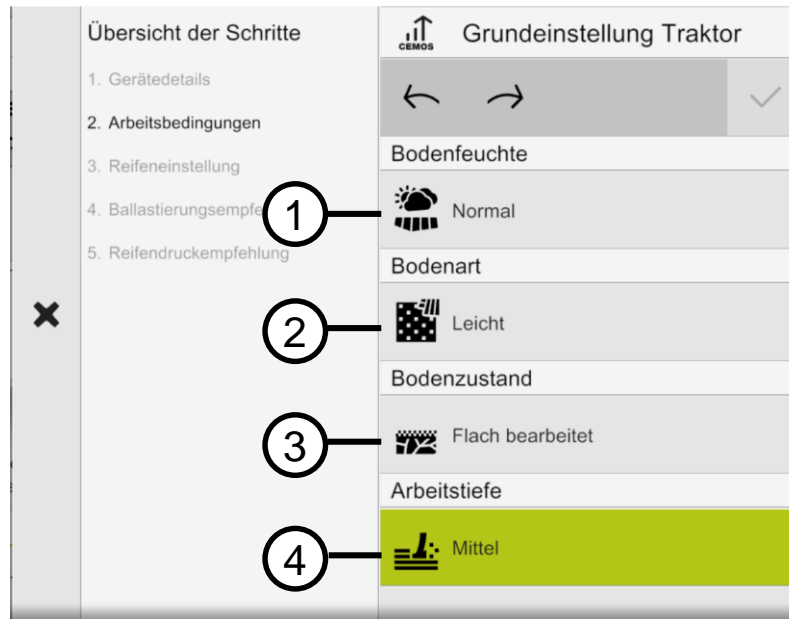 Übersicht der Schritte
1. Gerätedetails
2. Arbeitsbedingungen
3. Reifeneinstellung
4. Ballastierungsempfe
5. Reifendruckempfehlung
CEMOS
Grundeinstellung Traktor
Bodenfeuchte
1
Normal
Bodenart
2
Leicht
Bodenzustand
3
Flach bearbeitet
Arbeitstiefe
4
Mittel